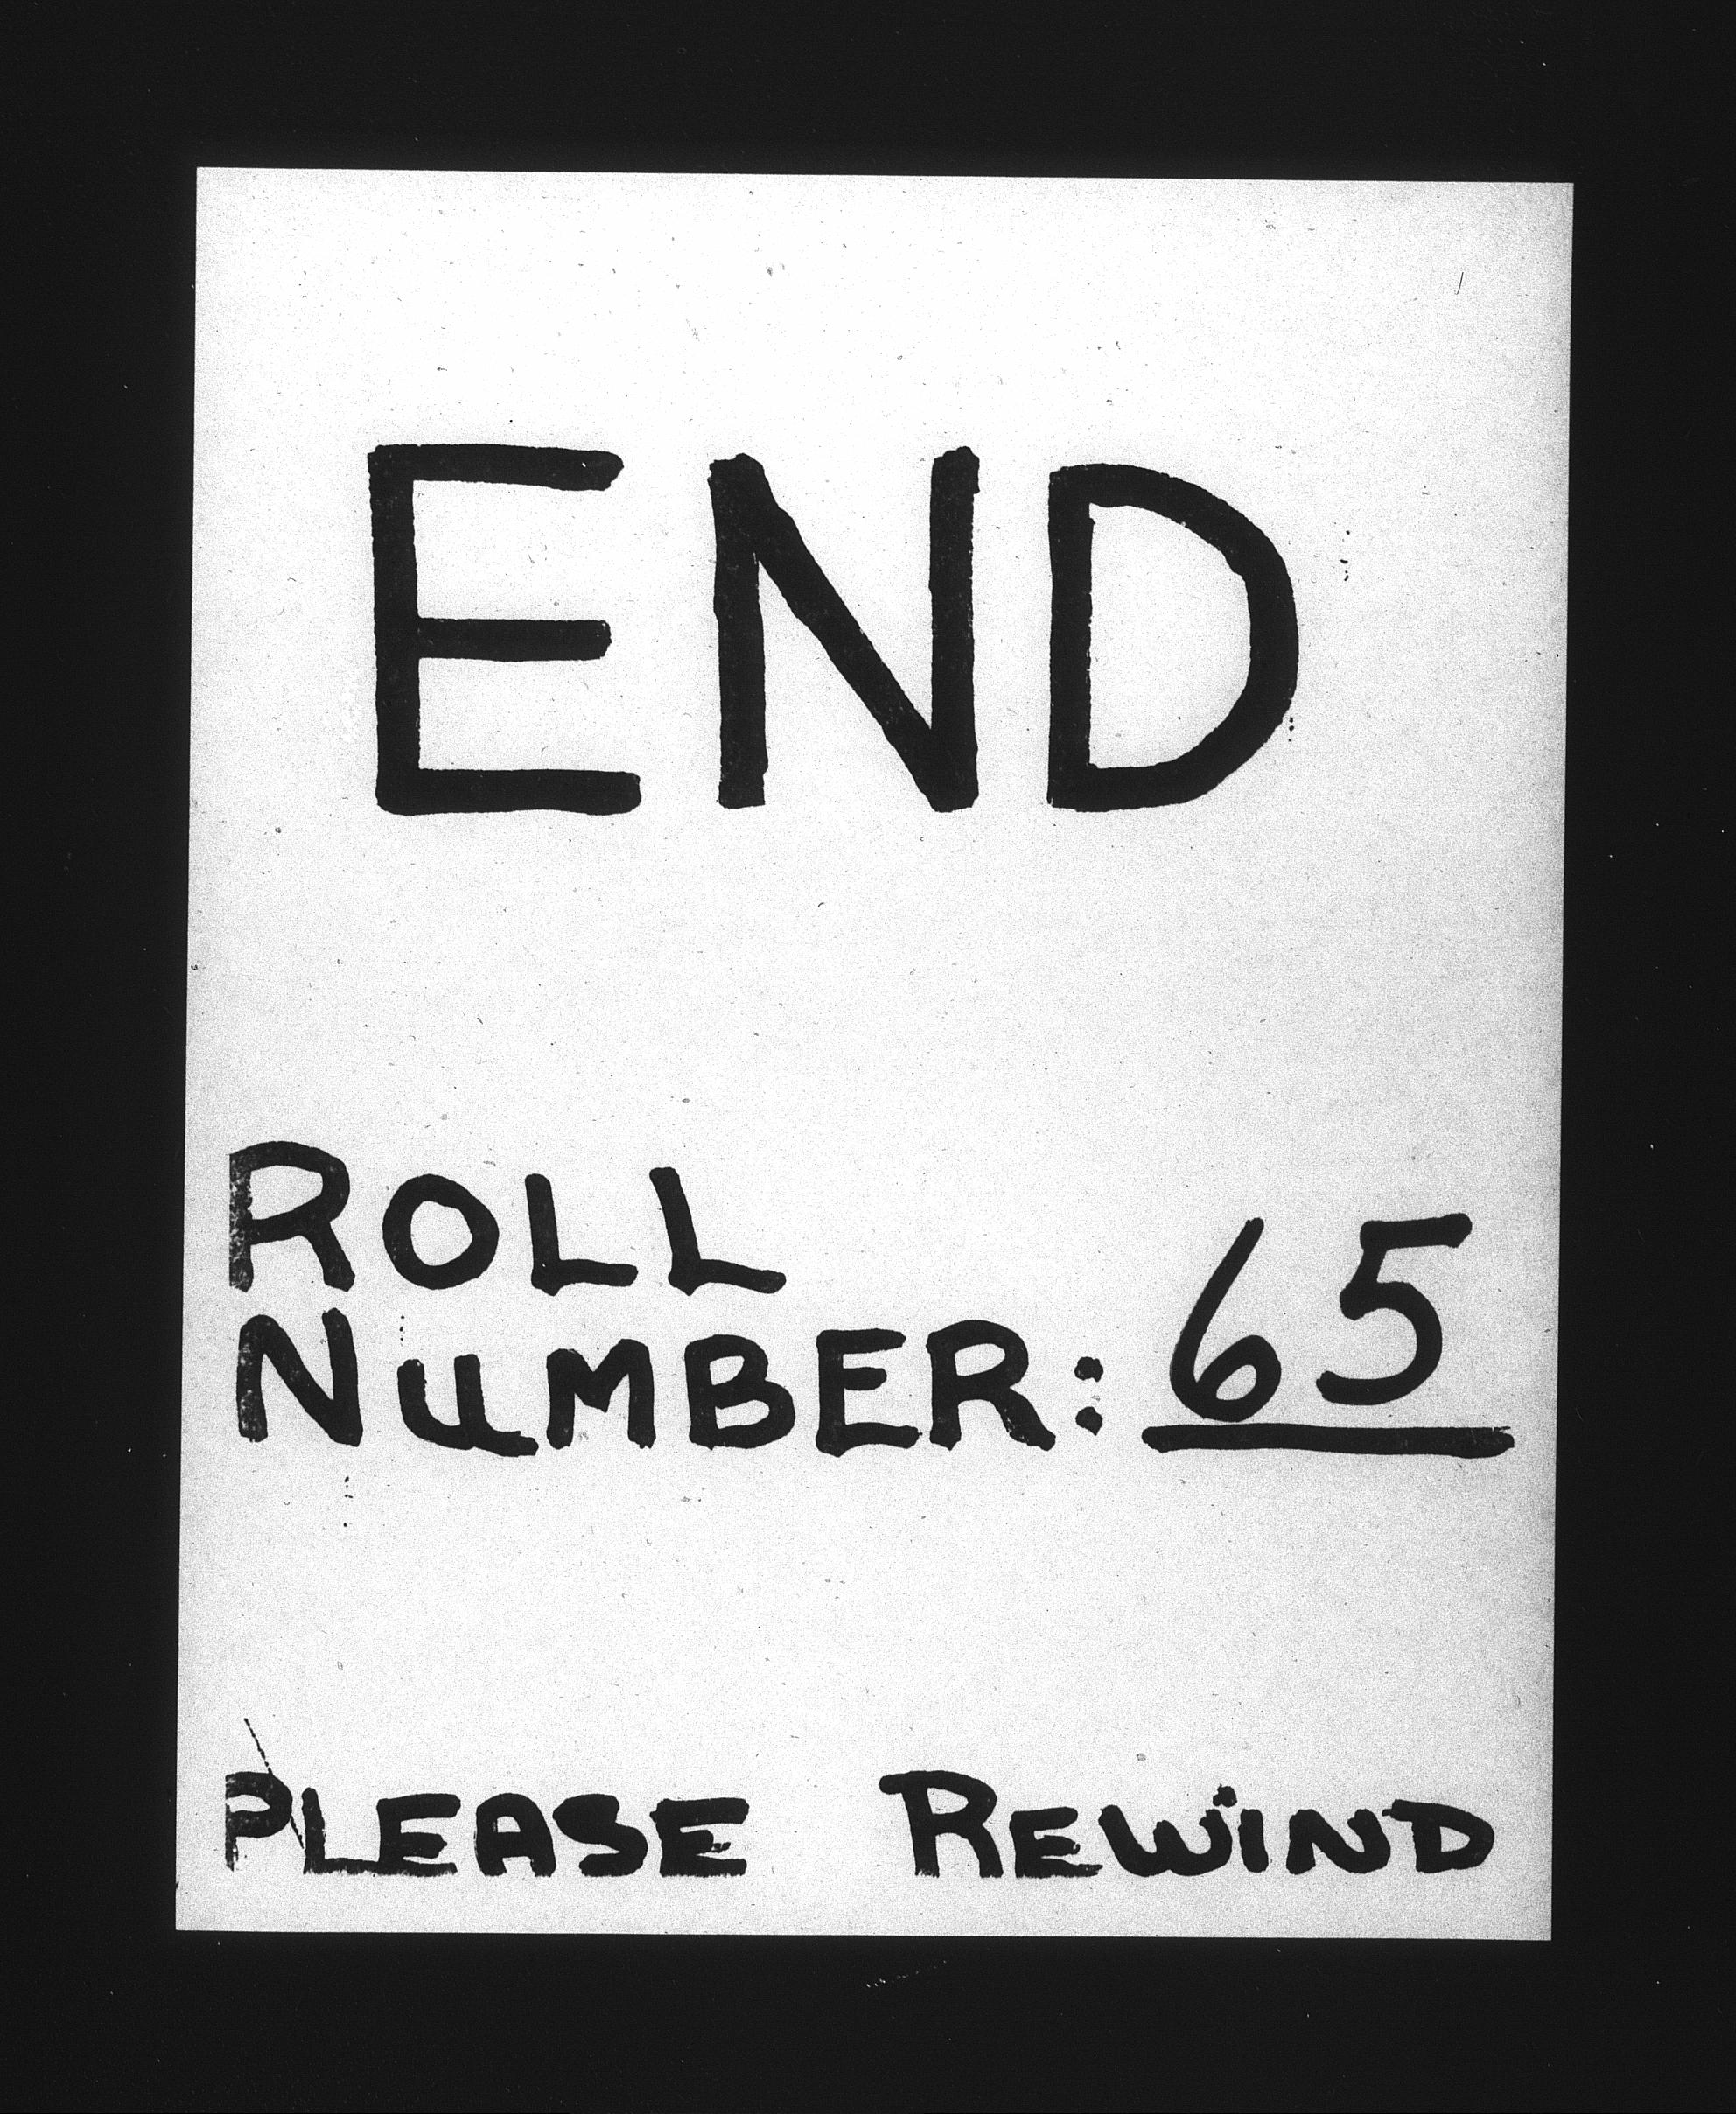 END
ROLL
NUMBER: 65
PLEASE REWIND